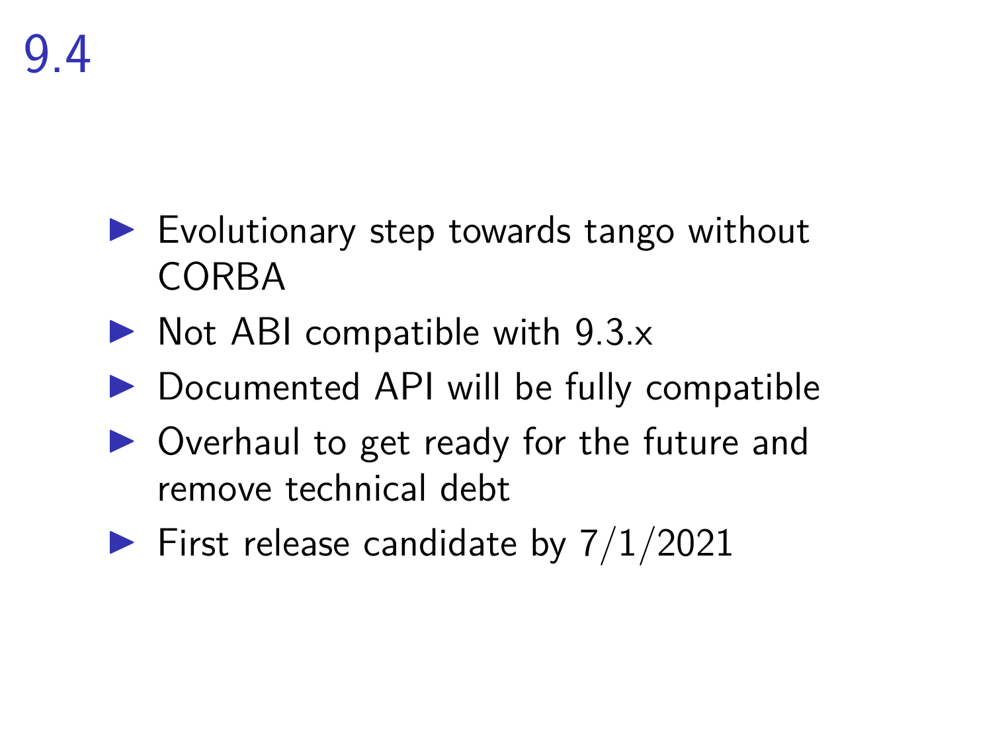 9.4
Evolutionary step towards tango without
CORBA
Not ABI compatible with 9.3.x
Documented API will be fully compatible
Overhaul to get ready for the future and
remove technical debt
First release candidate by 7/1/2021